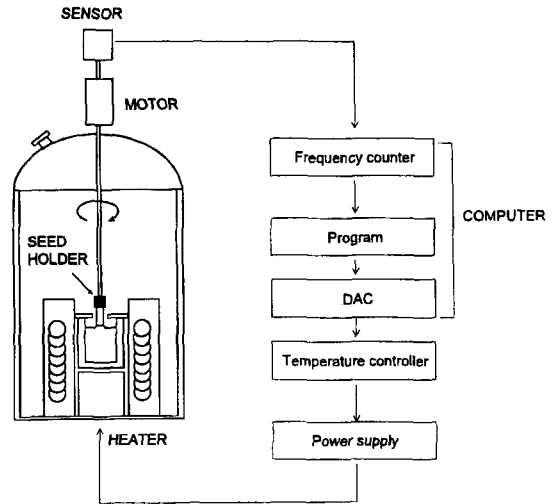 SENSOR
MOTOR
SEED
HOLDER
HEATER
Frequency counter
Program
DAC
COMPUTER
Temperature controller
Power supply